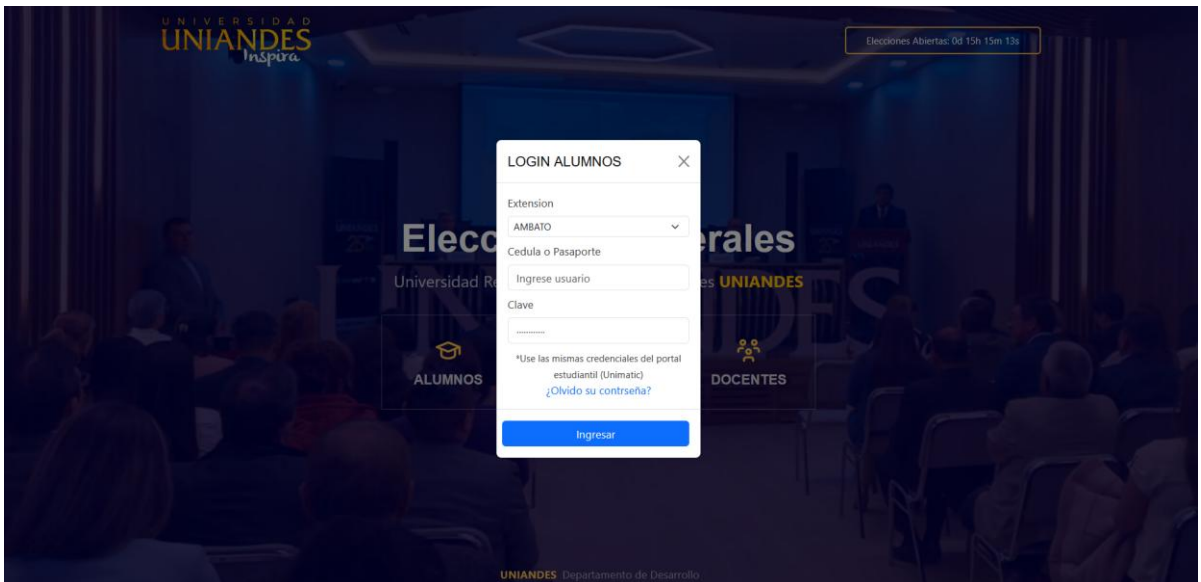 UNIVERSIDAD
UNIANDES
Inspira
Elecciones Abiertas: 0d 15h 15m 13s
LOGIN ALUMNOS
Extension
AMBATO
Cedula o Pasaporte
Ingrese usuario
Clave
*Use las mismas credenciales del portal
estudiantil (Unimatic)
¿Olvido su contrseña?
Ingresar
Elecc
erales
Universidad Re
es UNIANDES
ALUMNOS
DOCENTES
UNIANDES Departamento de Desarrollo